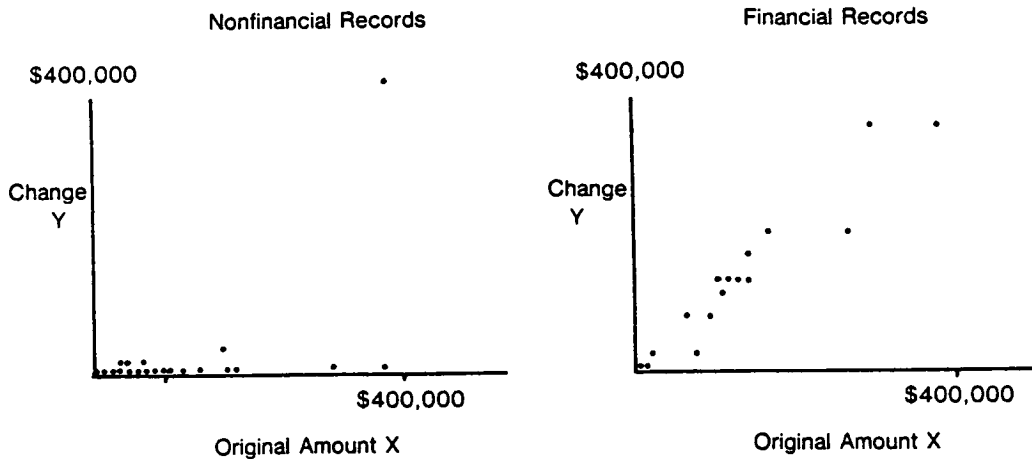 Nonfinancial Records
$400,000
Change
Y
$400,000
Original Amount X
Financial Records
$400,000
Change
Y
$400,000
Original Amount X